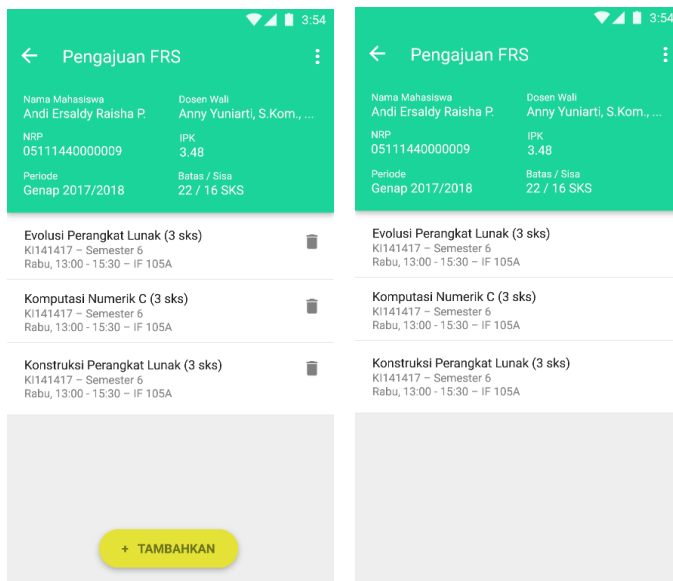 3:54
Pengajuan FRS
Nama Mahasiswa
Andi Ersaldy Raisha P.
Dosen Wali
Anny Yuniarti, S.Kom., ...
NRP
05111440000009
IPK
3.48
Periode
Genap 2017/2018
Batas / Sisa
22 / 16 SKS
Evolusi Perangkat Lunak (3 sks)
KI141417 – Semester 6
Rabu, 13:00 - 15:30 – IF 105A
Komputasi Numerik C (3 sks)
KI141417 – Semester 6
Rabu, 13:00 - 15:30 – IF 105A
Konstruksi Perangkat Lunak (3 sks)
KI141417 – Semester 6
Rabu, 13:00 - 15:30 – IF 105A
+ TAMBAHKAN
3:54
Pengajuan FRS
Nama Mahasiswa
Andi Ersaldy Raisha P.
Dosen Wali
Anny Yuniarti, S.Kom., ...
NRP
05111440000009
IPK
3.48
Periode
Genap 2017/2018
Batas / Sisa
22 / 16 SKS
Evolusi Perangkat Lunak (3 sks)
KI141417 – Semester 6
Rabu, 13:00 - 15:30 – IF 105A
Komputasi Numerik C (3 sks)
KI141417 – Semester 6
Rabu, 13:00 - 15:30 – IF 105A
Konstruksi Perangkat Lunak (3 sks)
KI141417 – Semester 6
Rabu, 13:00 - 15:30 – IF 105A